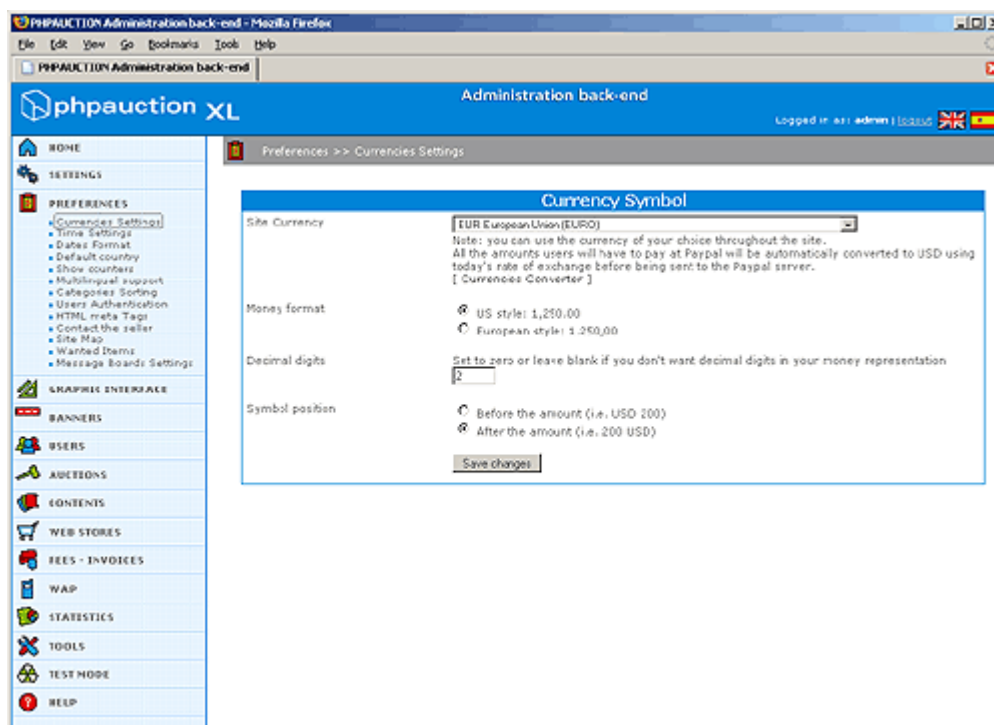 PHPAUCTION Administration back-end - Mozilla Firefox
File Edit View Go Bookmarks Tools Help
PHPAUCTION Administration back-end
phpauction XL
Administration back-end
Logged in as: admin | logout
HOME
SETTINGS
PREFERENCES
Currencies Settings
Time Settings
Dates Format
Default country
Show counters
Multilingual support
Categories Sorting
Users Authentication
HTML meta Tags
Contact the seller
Site Map
Wanted Items
Message Boards Settings
GRAPHIC INTERFACE
BANNERS
USERS
AUCTIONS
CONTENTS
WEB STORES
FEES - INVOICES
WAP
STATISTICS
TOOLS
TEST MODE
HELP
Preferences >> Currencies Settings
Currency Symbol
Site Currency
EUR European Union (EURO)
Note: you can use the currency of your choice throughout the site.
All the amounts users will have to pay at Paypal will be automatically converted to USD using
today's rate of exchange before being sent to the Paypal server.
[ Currencies Converter ]
Money format
US style: 1,250.00
European style: 1.250,00
Decimal digits
Set to zero or leave blank if you don't want decimal digits in your money representation
2
Symbol position
Before the amount (i.e. USD 200)
After the amount (i.e. 200 USD)
Save changes